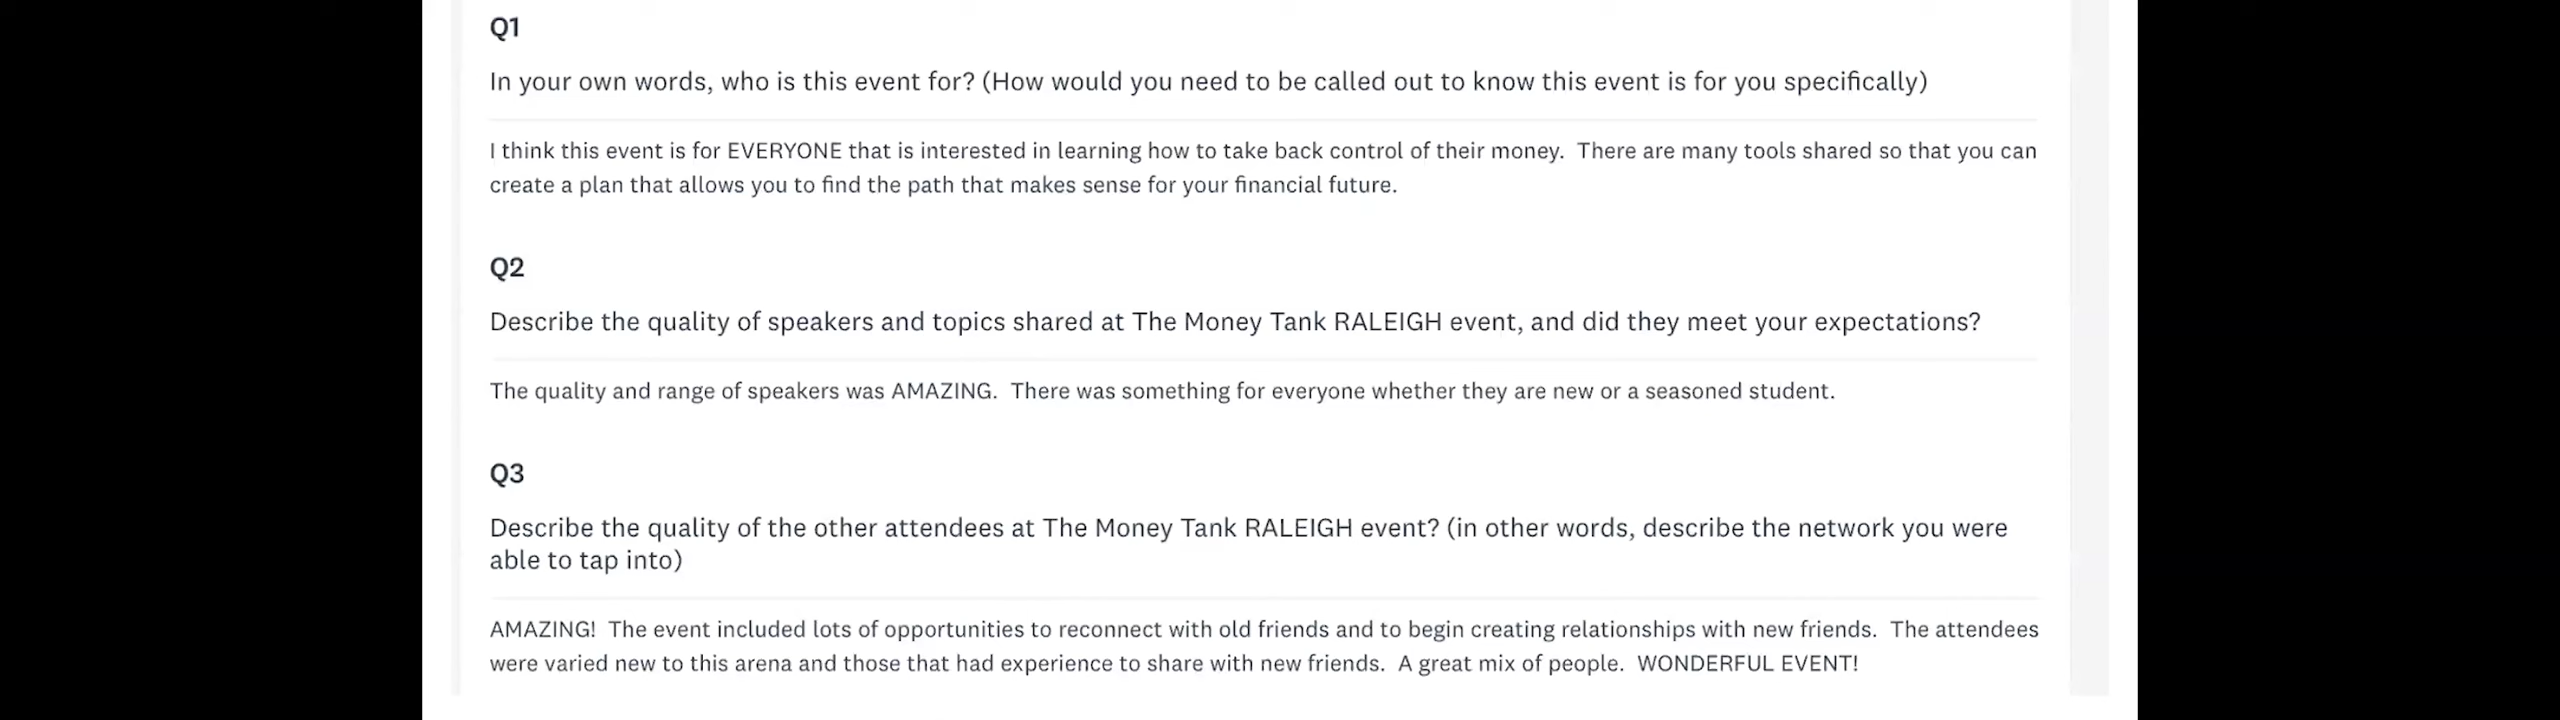 Q1
In your own words, who is this event for? (How would you need to be called out to know this event is for you specifically)
I think this event is for EVERYONE that is interested in learning how to take back control of their money.  There are many tools shared so that you can
create a plan that allows you to find the path that makes sense for your financial future.
Q2
Describe the quality of speakers and topics shared at The Money Tank RALEIGH event, and did they meet your expectations?
The quality and range of speakers was AMAZING.  There was something for everyone whether they are new or a seasoned student.
Q3
Describe the quality of the other attendees at The Money Tank RALEIGH event? (in other words, describe the network you were
able to tap into)
AMAZING!  The event included lots of opportunities to reconnect with old friends and to begin creating relationships with new friends.  The attendees
were varied new to this arena and those that had experience to share with new friends.  A great mix of people.  WONDERFUL EVENT!